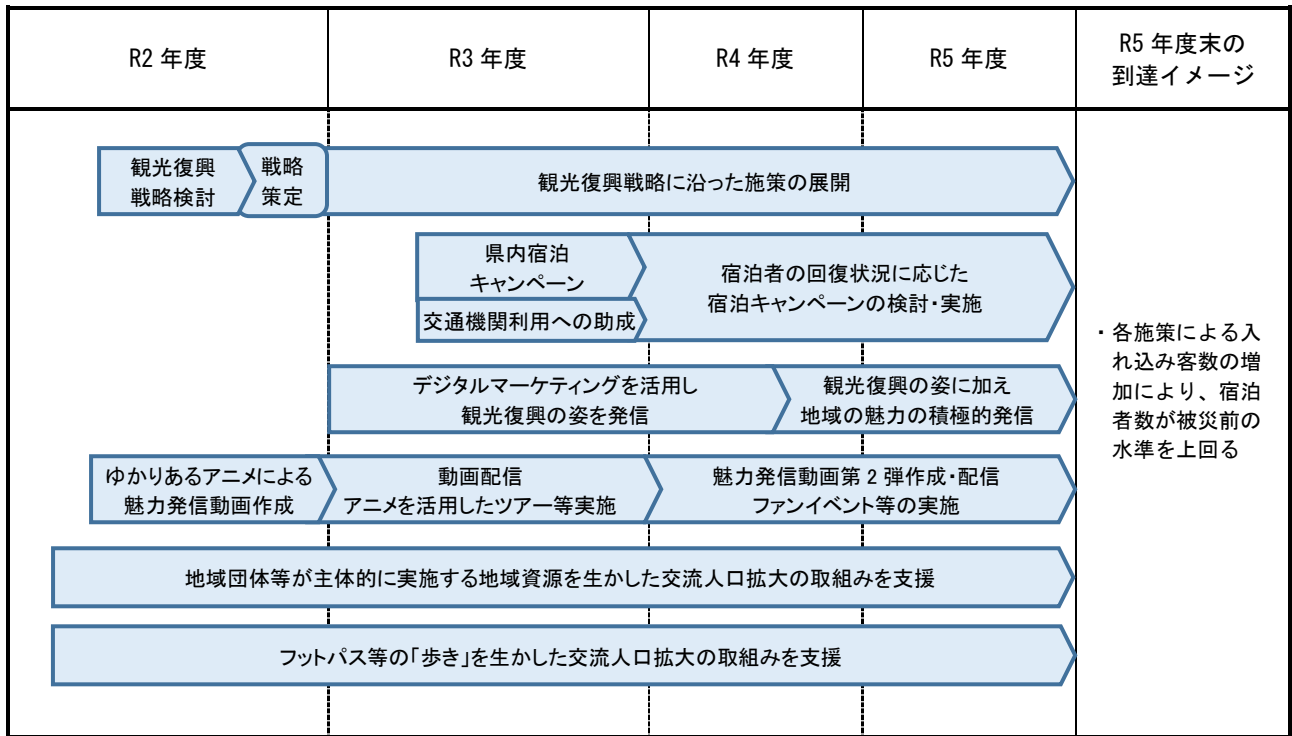 R2 年度
R3 年度
R4 年度
R5 年度
R5 年度末の
到達イメージ
観光復興
戦略検討
戦略
策定
観光復興戦略に沿った施策の展開
県内宿泊
キャンペーン
交通機関利用への助成
宿泊者の回復状況に応じた
宿泊キャンペーンの検討・実施
デジタルマーケティングを活用し
観光復興の姿を発信
観光復興の姿に加え
地域の魅力の積極的発信
ゆかりあるアニメによる
魅力発信動画作成
動画配信
アニメを活用したツアー等実施
魅力発信動画第２弾作成・配信
ファンイベント等の実施
地域団体等が主体的に実施する地域資源を生かした交流人口拡大の取組みを支援
フットパス等の「歩き」を生かした交流人口拡大の取組みを支援
・各施策による入
れ込み客数の増
加により、宿泊
者数が被災前の
水準を上回る